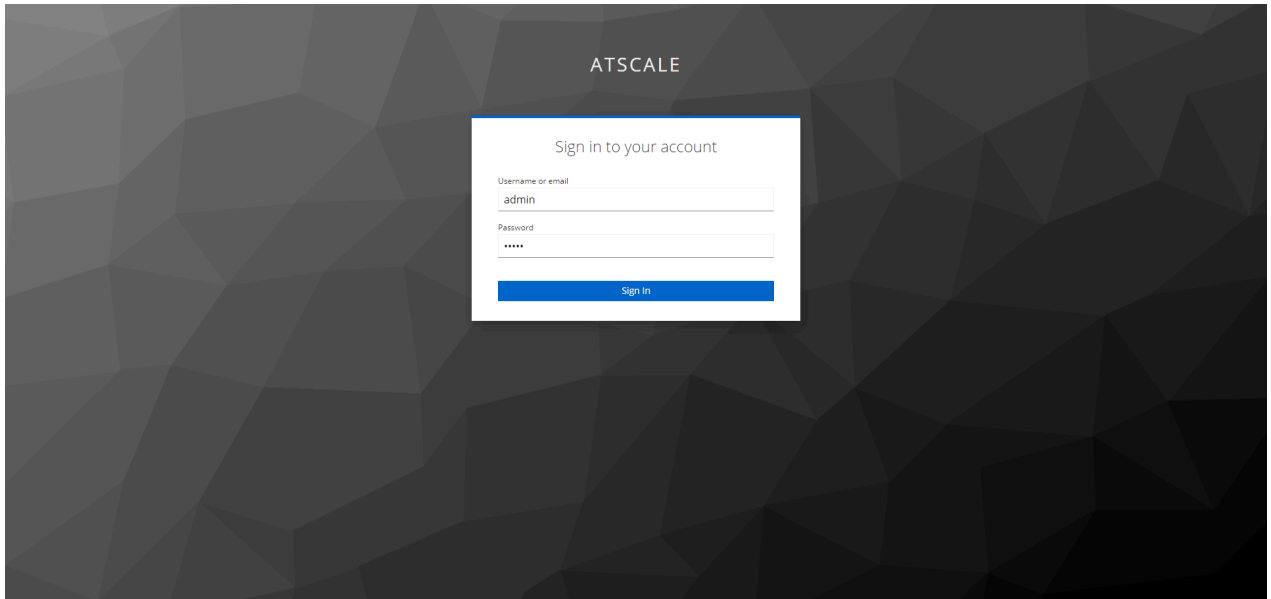 ATSCALE
Sign in to your account
Username or email
admin
Password
•••••
Sign In